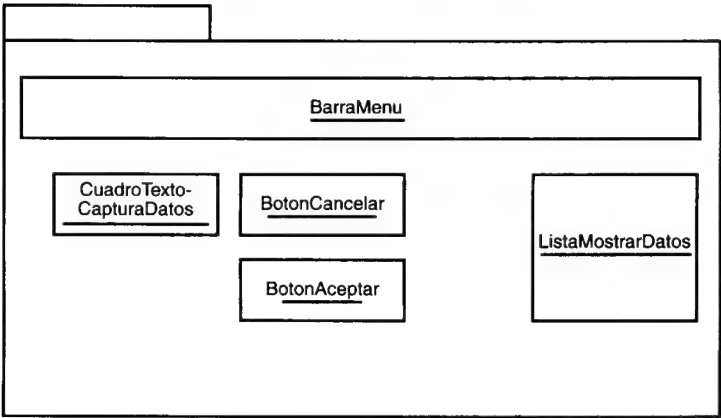 BarraMenu
CuadroTexto-
CapturaDatos
BotonCancelar
BotonAceptar
ListaMostrarDatos